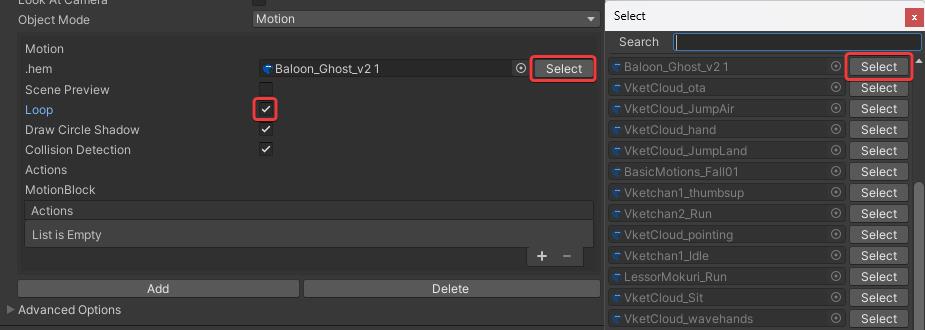 Look At Camera
Object Mode Motion
Motion
.hem Baloon_Ghost_v2 1 Select
Scene Preview
Loop
Draw Circle Shadow
Collision Detection
Actions
MotionBlock
Actions
List is Empty
+ −
Add Delete
Advanced Options
Select x
Search
Baloon_Ghost_v2 1 Select
VketCloud_ota Select
VketCloud_JumpAir Select
VketCloud_hand Select
VketCloud_JumpLand Select
BasicMotions_Fall01 Select
Vketchan1_thumbsup Select
Vketchan2_Run Select
VketCloud_pointing Select
Vketchan1_Idle Select
LessorMokuri_Run Select
VketCloud_Sit Select
VketCloud_wavehands Select